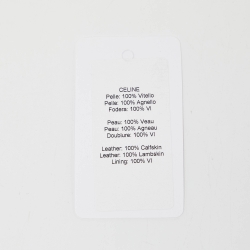 CELINE
Pelle: 100% Vitello
Pelle: 100% Agnello
Fodera: 100% VI
Peau: 100% Veau
Peau: 100% Agneau
Doublure: 100% VI
Leather: 100% Calfskin
Leather: 100% Lambskin
Lining: 100% VI